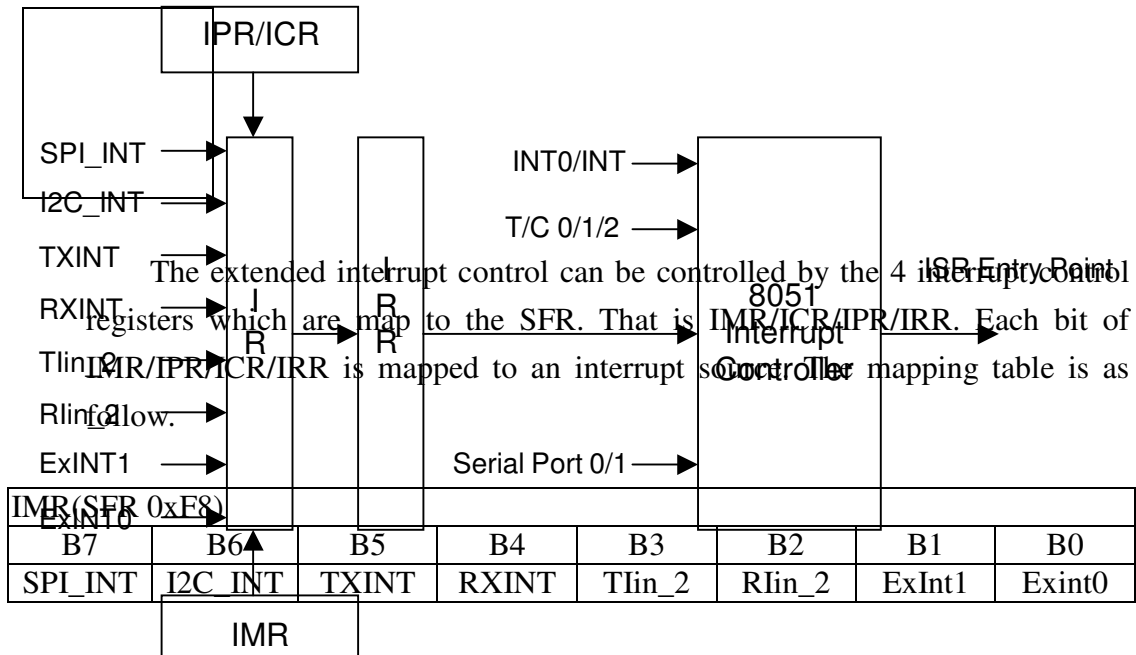 IPR/ICR
SPI_INT
I2C_INT
TXINT
RXINT
TIin_2
RIin_2
ExINT1
ExINT0
I
R
I
R
R
INT0/INT
T/C 0/1/2
Serial Port 0/1
8051
Interrupt
Controller
ISR Entry Point
The extended interrupt control can be controlled by the 4 interrupt control
registers which are map to the SFR. That is IMR/ICR/IPR/IRR. Each bit of
IMR/IPR/ICR/IRR is mapped to an interrupt source. The mapping table is as
follow.
IMR(SFR 0xF8)
B7 B6 B5 B4 B3 B2 B1 B0
SPI_INT I2C_INT TXINT RXINT TIin_2 RIin_2 ExInt1 Exint0
IMR